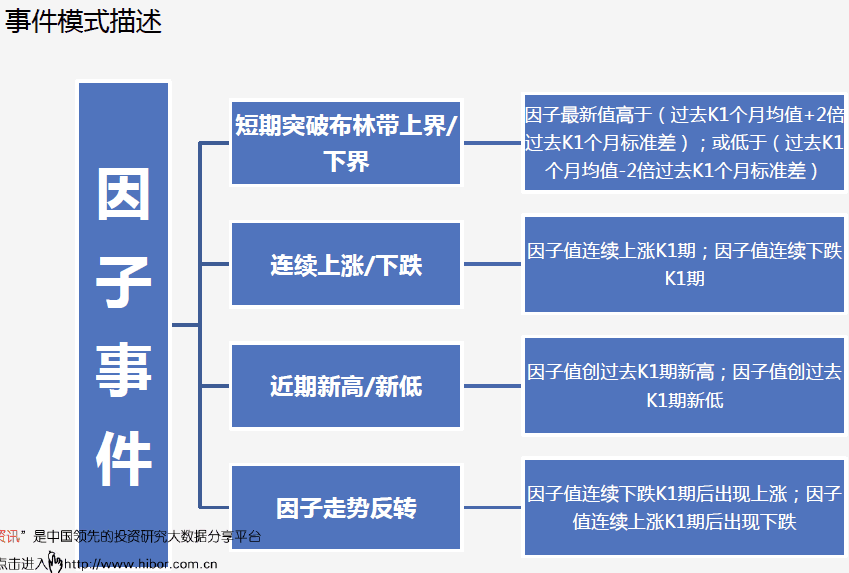 事件模式描述
因
子
事
件
短期突破布林带上界/
下界
因子最新值高于（过去K1个月均值+2倍
过去K1个月标准差）；或低于（过去K1
个月均值-2倍过去K1个月标准差）
连续上涨/下跌
因子值连续上涨K1期；因子值连续下跌
K1期
近期新高/新低
因子值创过去K1期新高；因子值创过去
K1期新低
因子走势反转
因子值连续下跌K1期后出现上涨；因子
值连续上涨K1期后出现下跌
资讯”是中国领先的投资研究大数据分享平台
点击进入http://www.hibor.com.cn